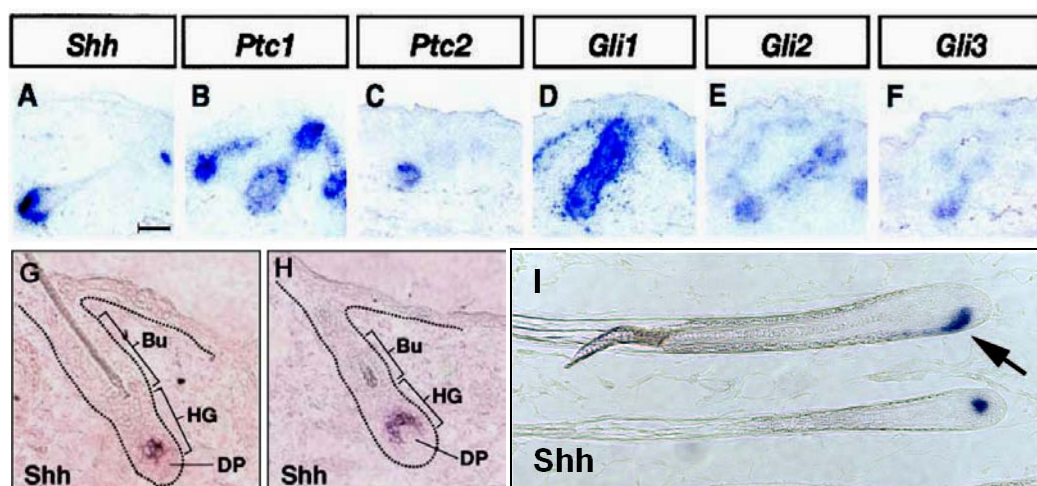 Shh Ptc1 Ptc2 Gli1 Gli2 Gli3
A B C D E F
G H I
Bu Bu
HG HG
DP DP
Shh Shh Shh